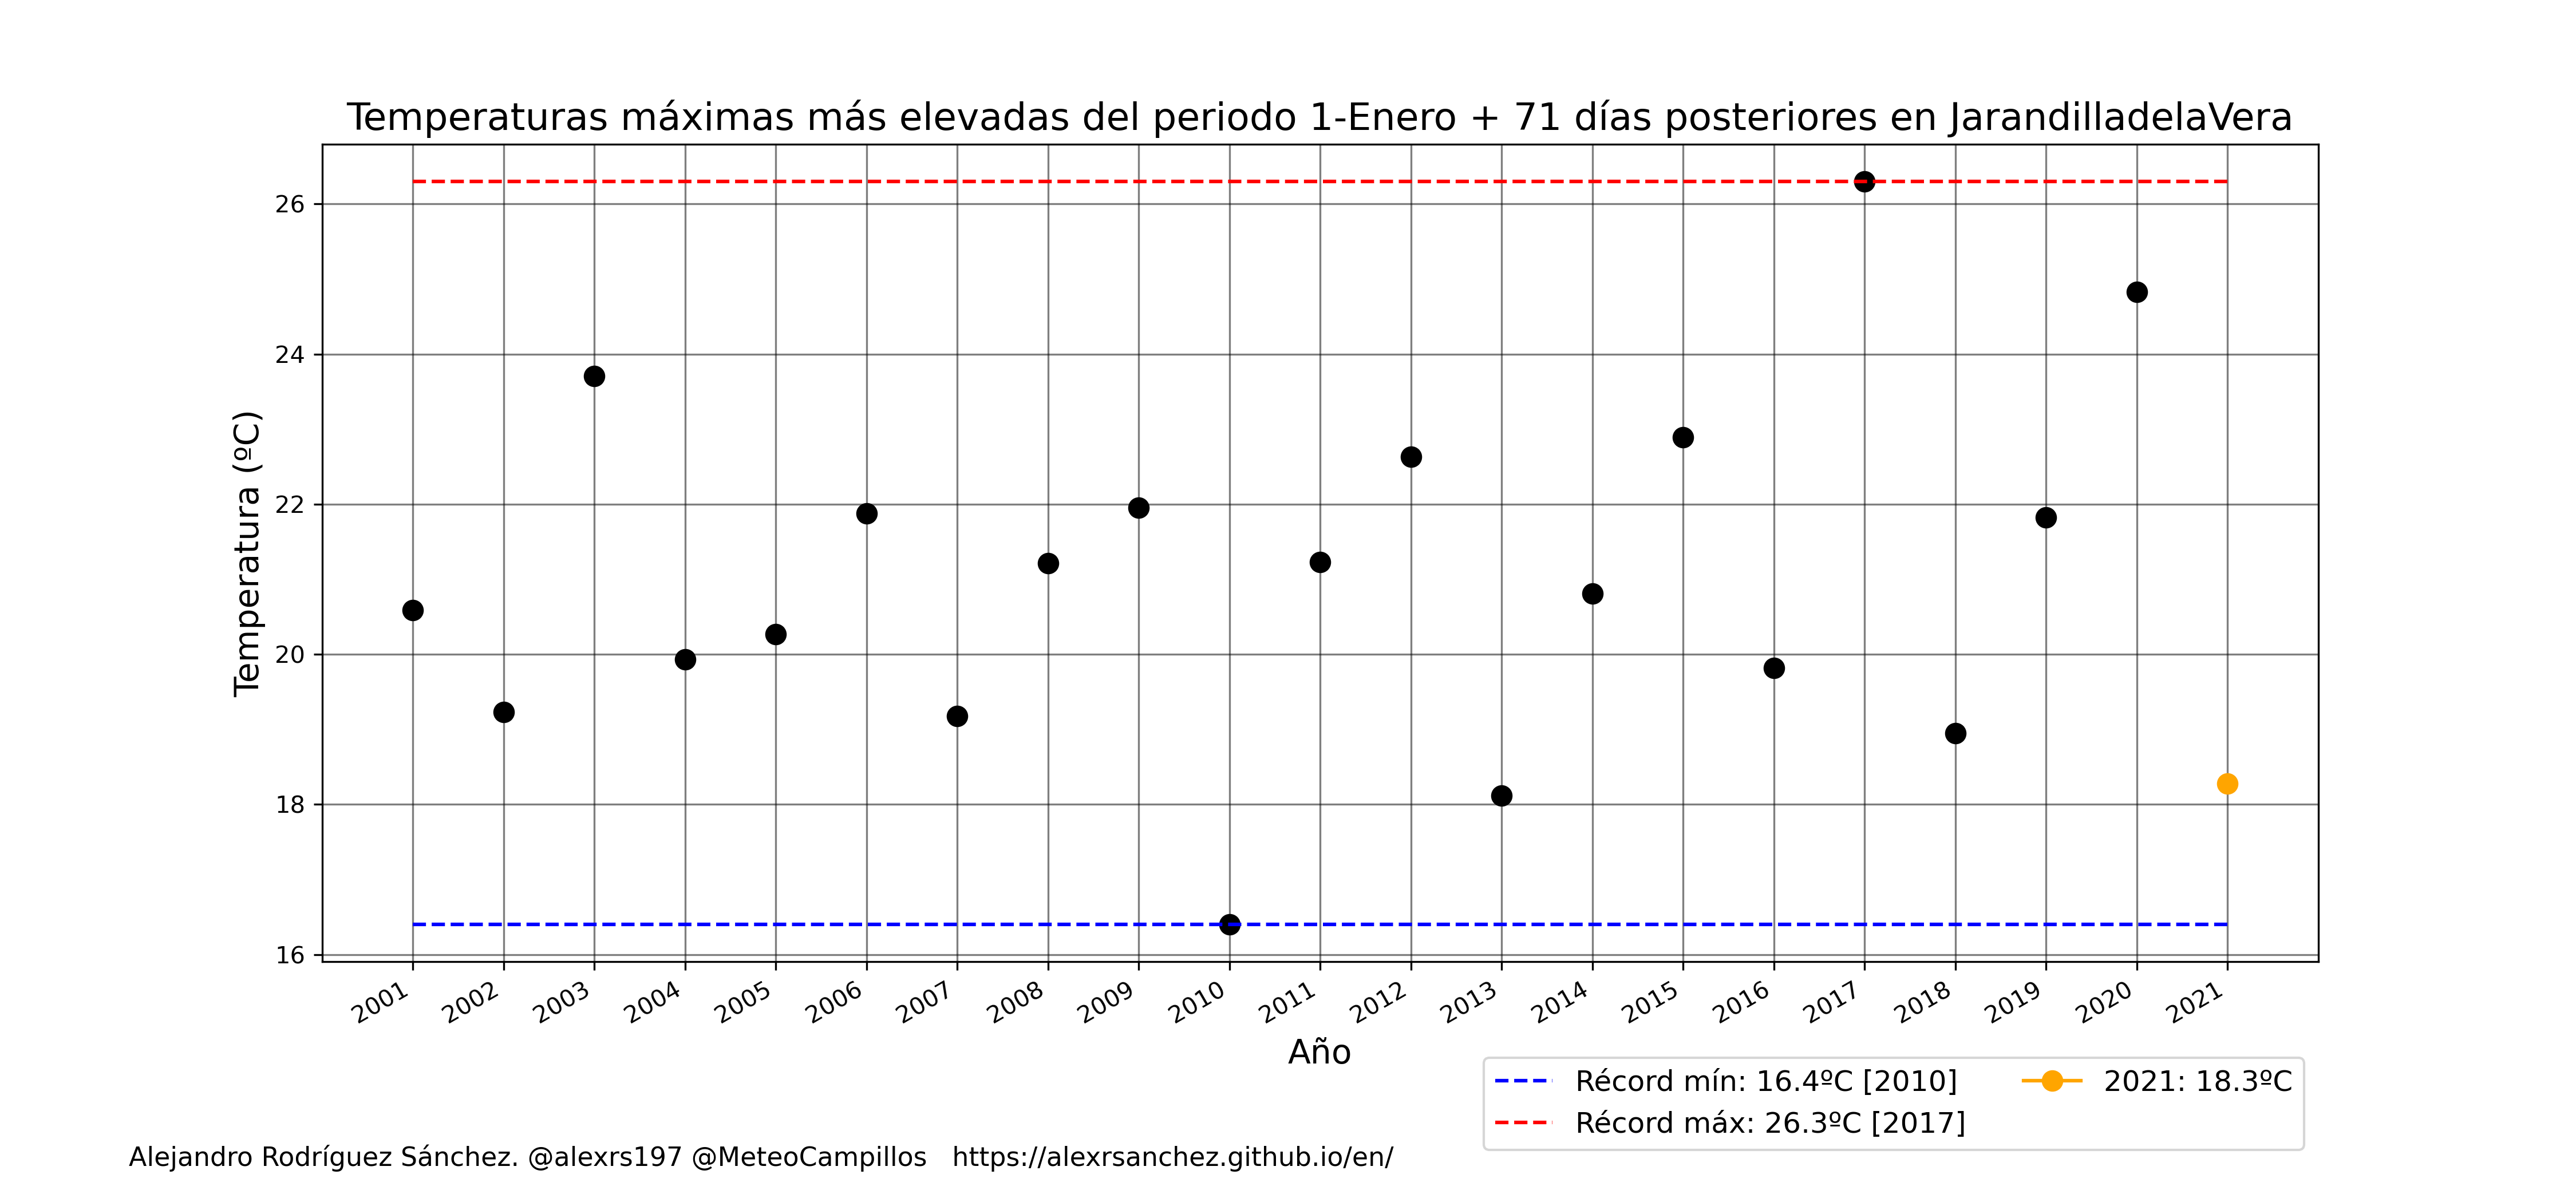 Temperaturas máximas más elevadas del periodo 1-Enero + 71 días posteriores en JarandilladelaVera
Temperatura (ºC)
26
24
22
20
18
16
2001 2002 2003 2004 2005 2006 2007 2008 2009 2010 2011 2012 2013 2014 2015 2016 2017 2018 2019 2020 2021
Año
Récord mín: 16.4ºC [2010] 2021: 18.3ºC
Récord máx: 26.3ºC [2017]
Alejandro Rodríguez Sánchez. @alexrs197 @MeteoCampillos https://alexrsanchez.github.io/en/